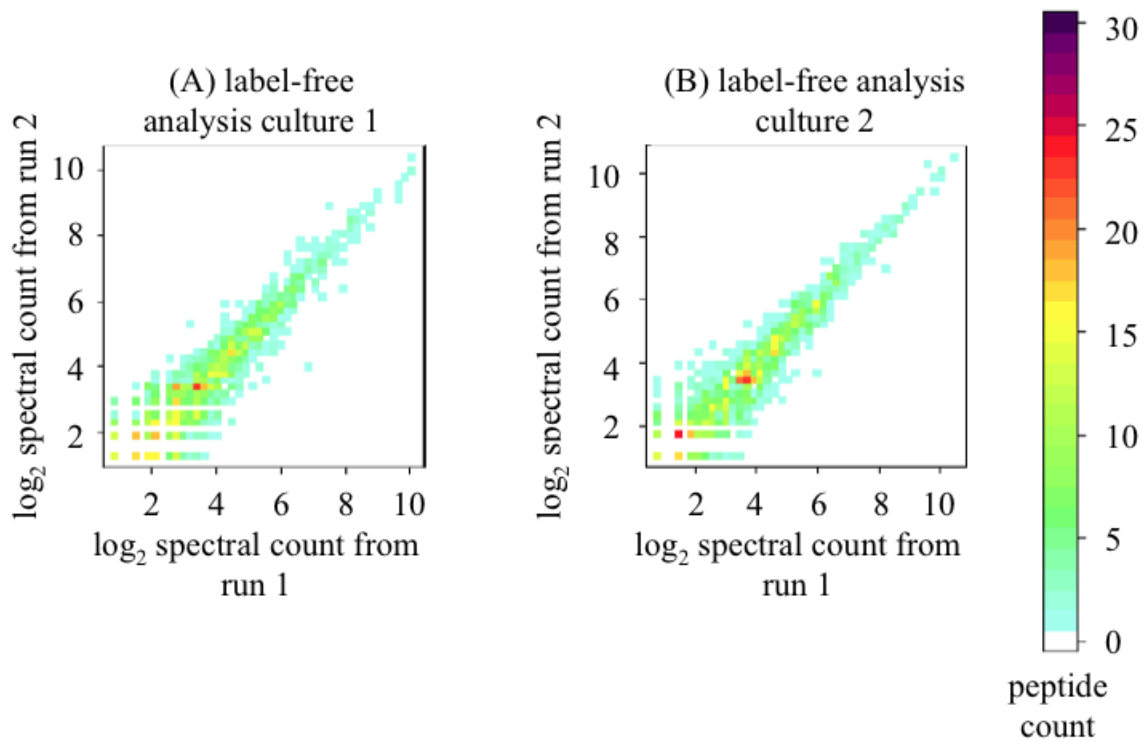 (A) label-free
analysis culture 1
log₂ spectral count from run 2
10
8
6
4
2
2 4 6 8 10
log₂ spectral count from
run 1
(B) label-free analysis
culture 2
log₂ spectral count from run 2
10
8
6
4
2
2 4 6 8 10
log₂ spectral count from
run 1
30
25
20
15
10
5
0
peptide
count